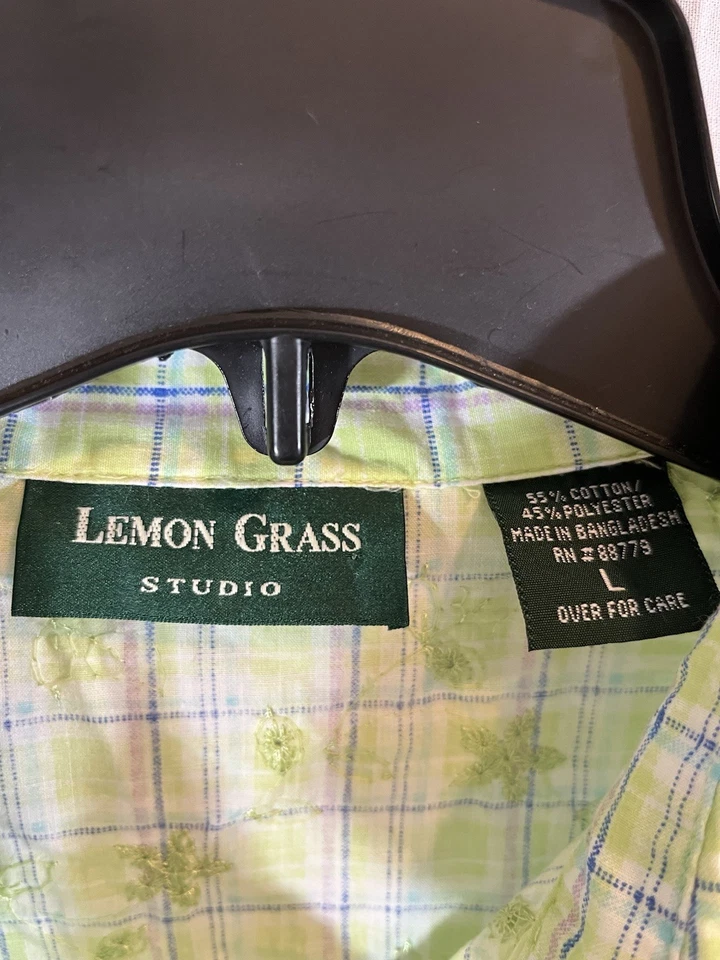 LEMON GRASS
STUDIO
55% COTTON/
45% POLYESTER
MADE IN BANGLADESH
RN #88779
L
OVER FOR CARE